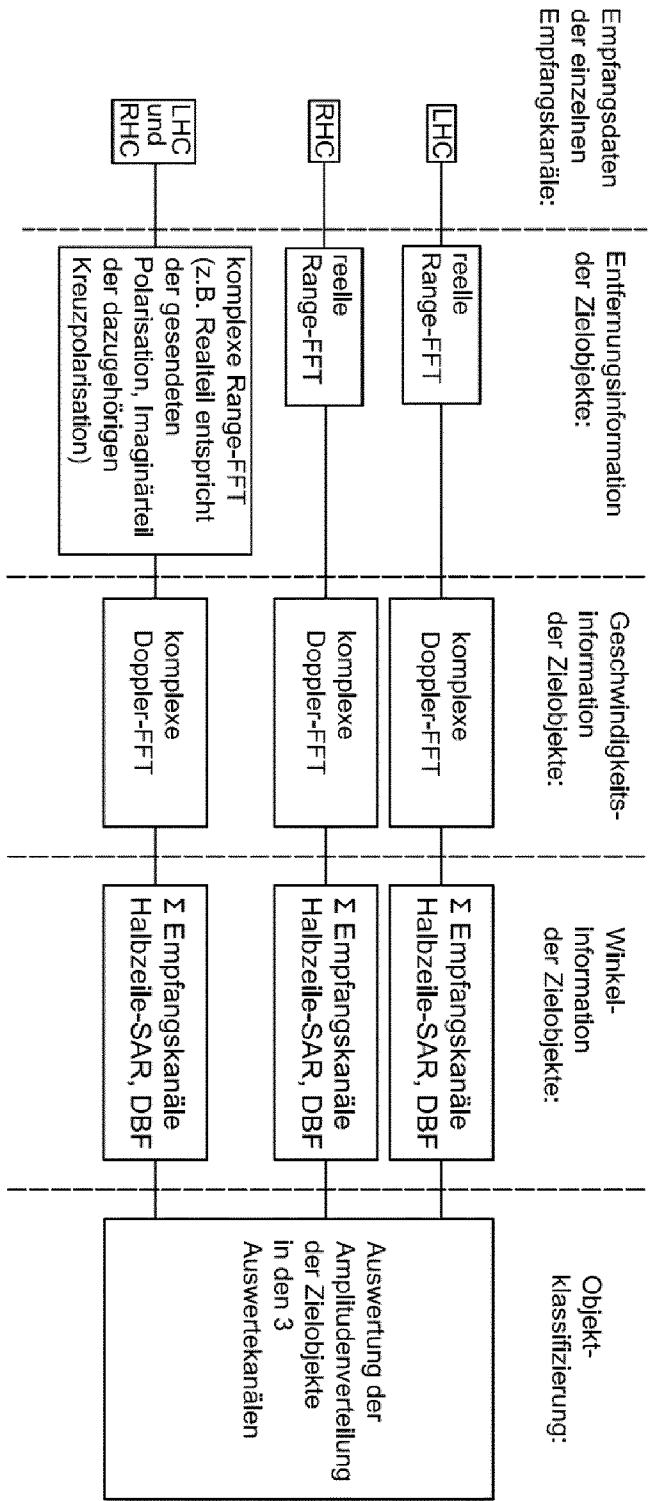 Empfangsdaten
der einzelnen
Empfangskanäle:
Entfernungsinformation
der Zielobjekte:
Geschwindigkeits-
information
der Zielobjekte:
Winkel-
information
der Zielobjekte:
Objekt-
klassifizierung:
LHC
reelle
Range-FFT
komplexe
Doppler-FFT
Σ Empfangskanäle
Halbzeile-SAR, DBF
RHC
reelle
Range-FFT
komplexe
Doppler-FFT
Σ Empfangskanäle
Halbzeile-SAR, DBF
LHC
und
RHC
komplexe Range-FFT
(z.B. Realteil entspricht
der gesendeten
Polarisation, Imaginärteil
der dazugehörigen
Kreuzpolarisation)
komplexe
Doppler-FFT
Σ Empfangskanäle
Halbzeile-SAR, DBF
Auswertung der
Amplitudenverteilung
der Zielobjekte
in den 3
Auswertekanälen